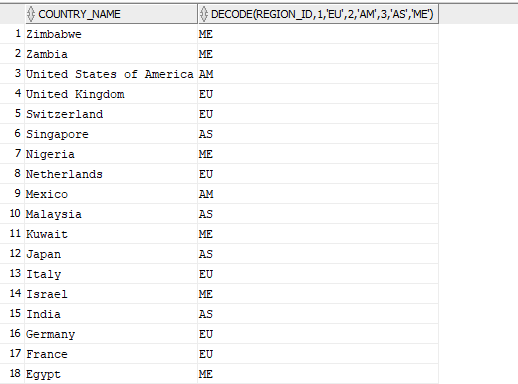 COUNTRY_NAME DECODE(REGION_ID,1,'EU',2,'AM',3,'AS','ME')
1 Zimbabwe ME
2 Zambia ME
3 United States of America AM
4 United Kingdom EU
5 Switzerland EU
6 Singapore AS
7 Nigeria ME
8 Netherlands EU
9 Mexico AM
10 Malaysia AS
11 Kuwait ME
12 Japan AS
13 Italy EU
14 Israel ME
15 India AS
16 Germany EU
17 France EU
18 Egypt ME